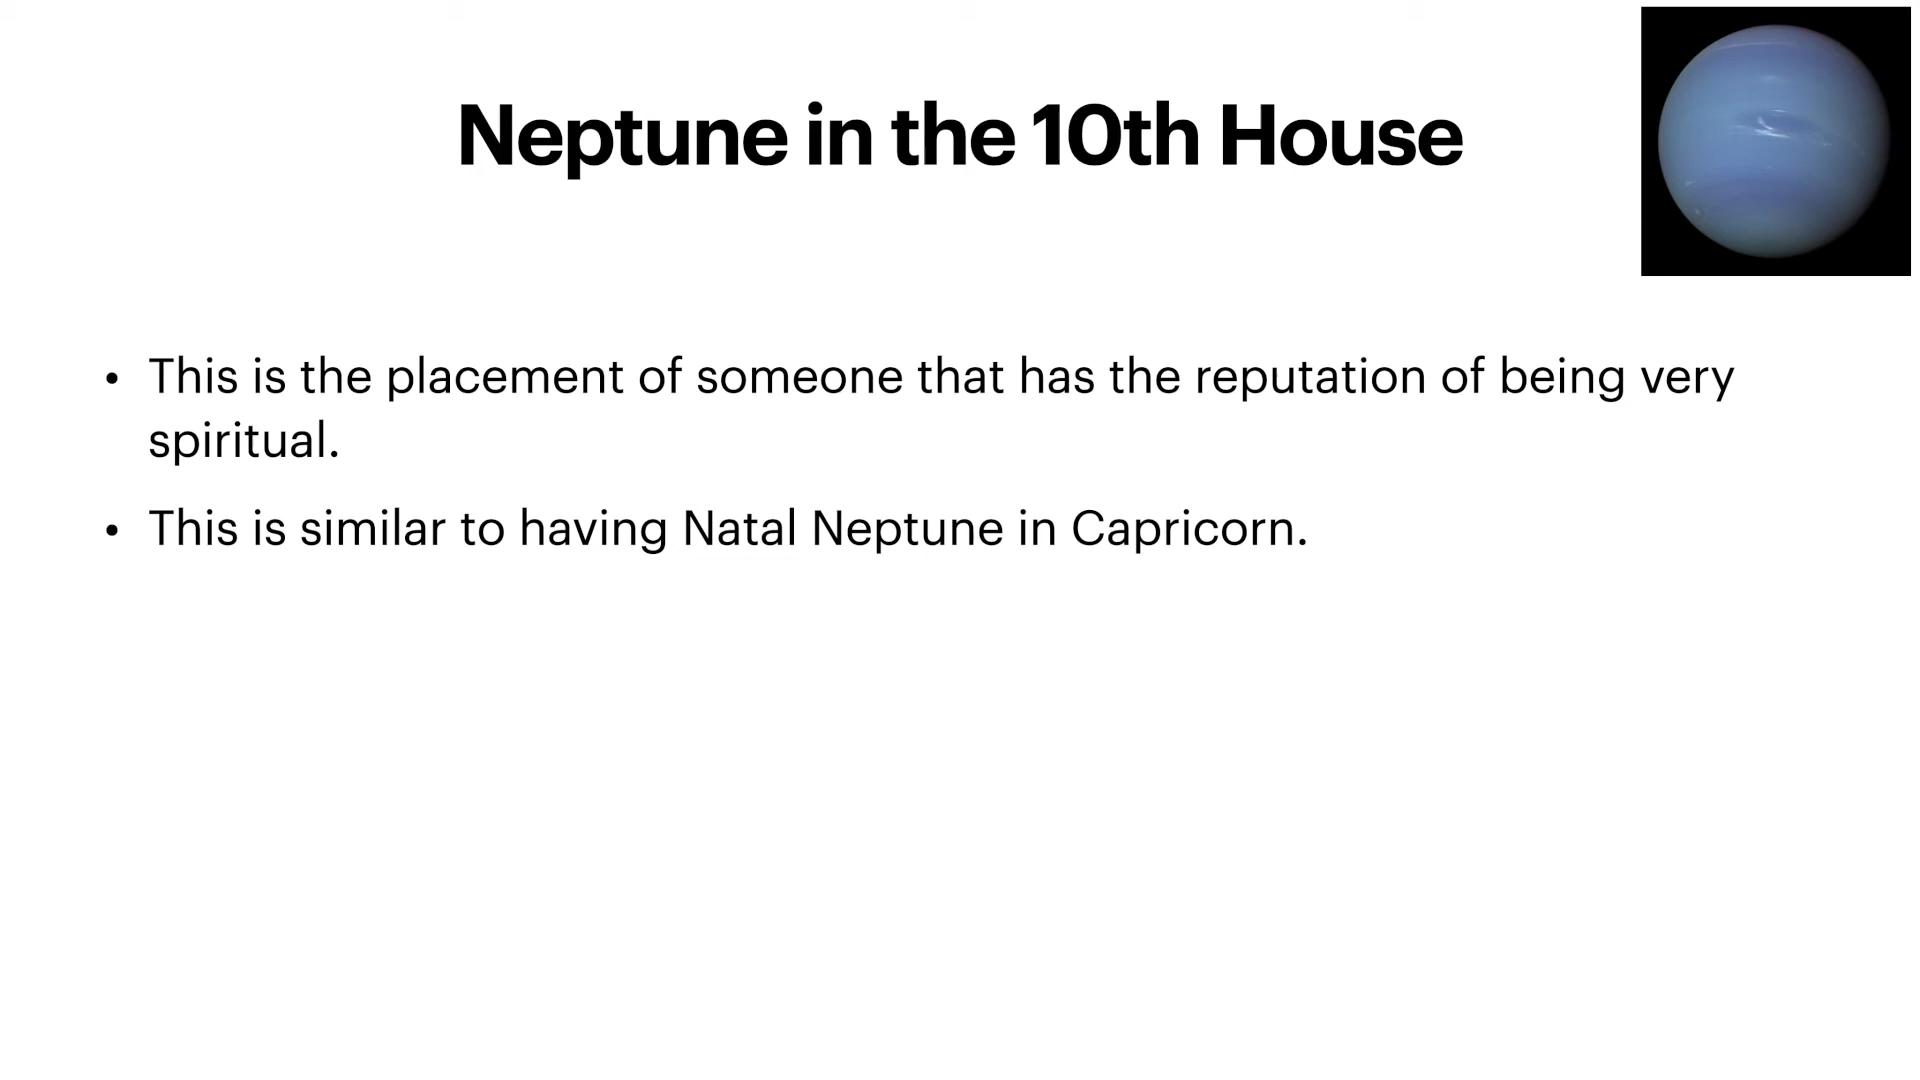 Neptune in the 10th House
• This is the placement of someone that has the reputation of being very
spiritual.
• This is similar to having Natal Neptune in Capricorn.